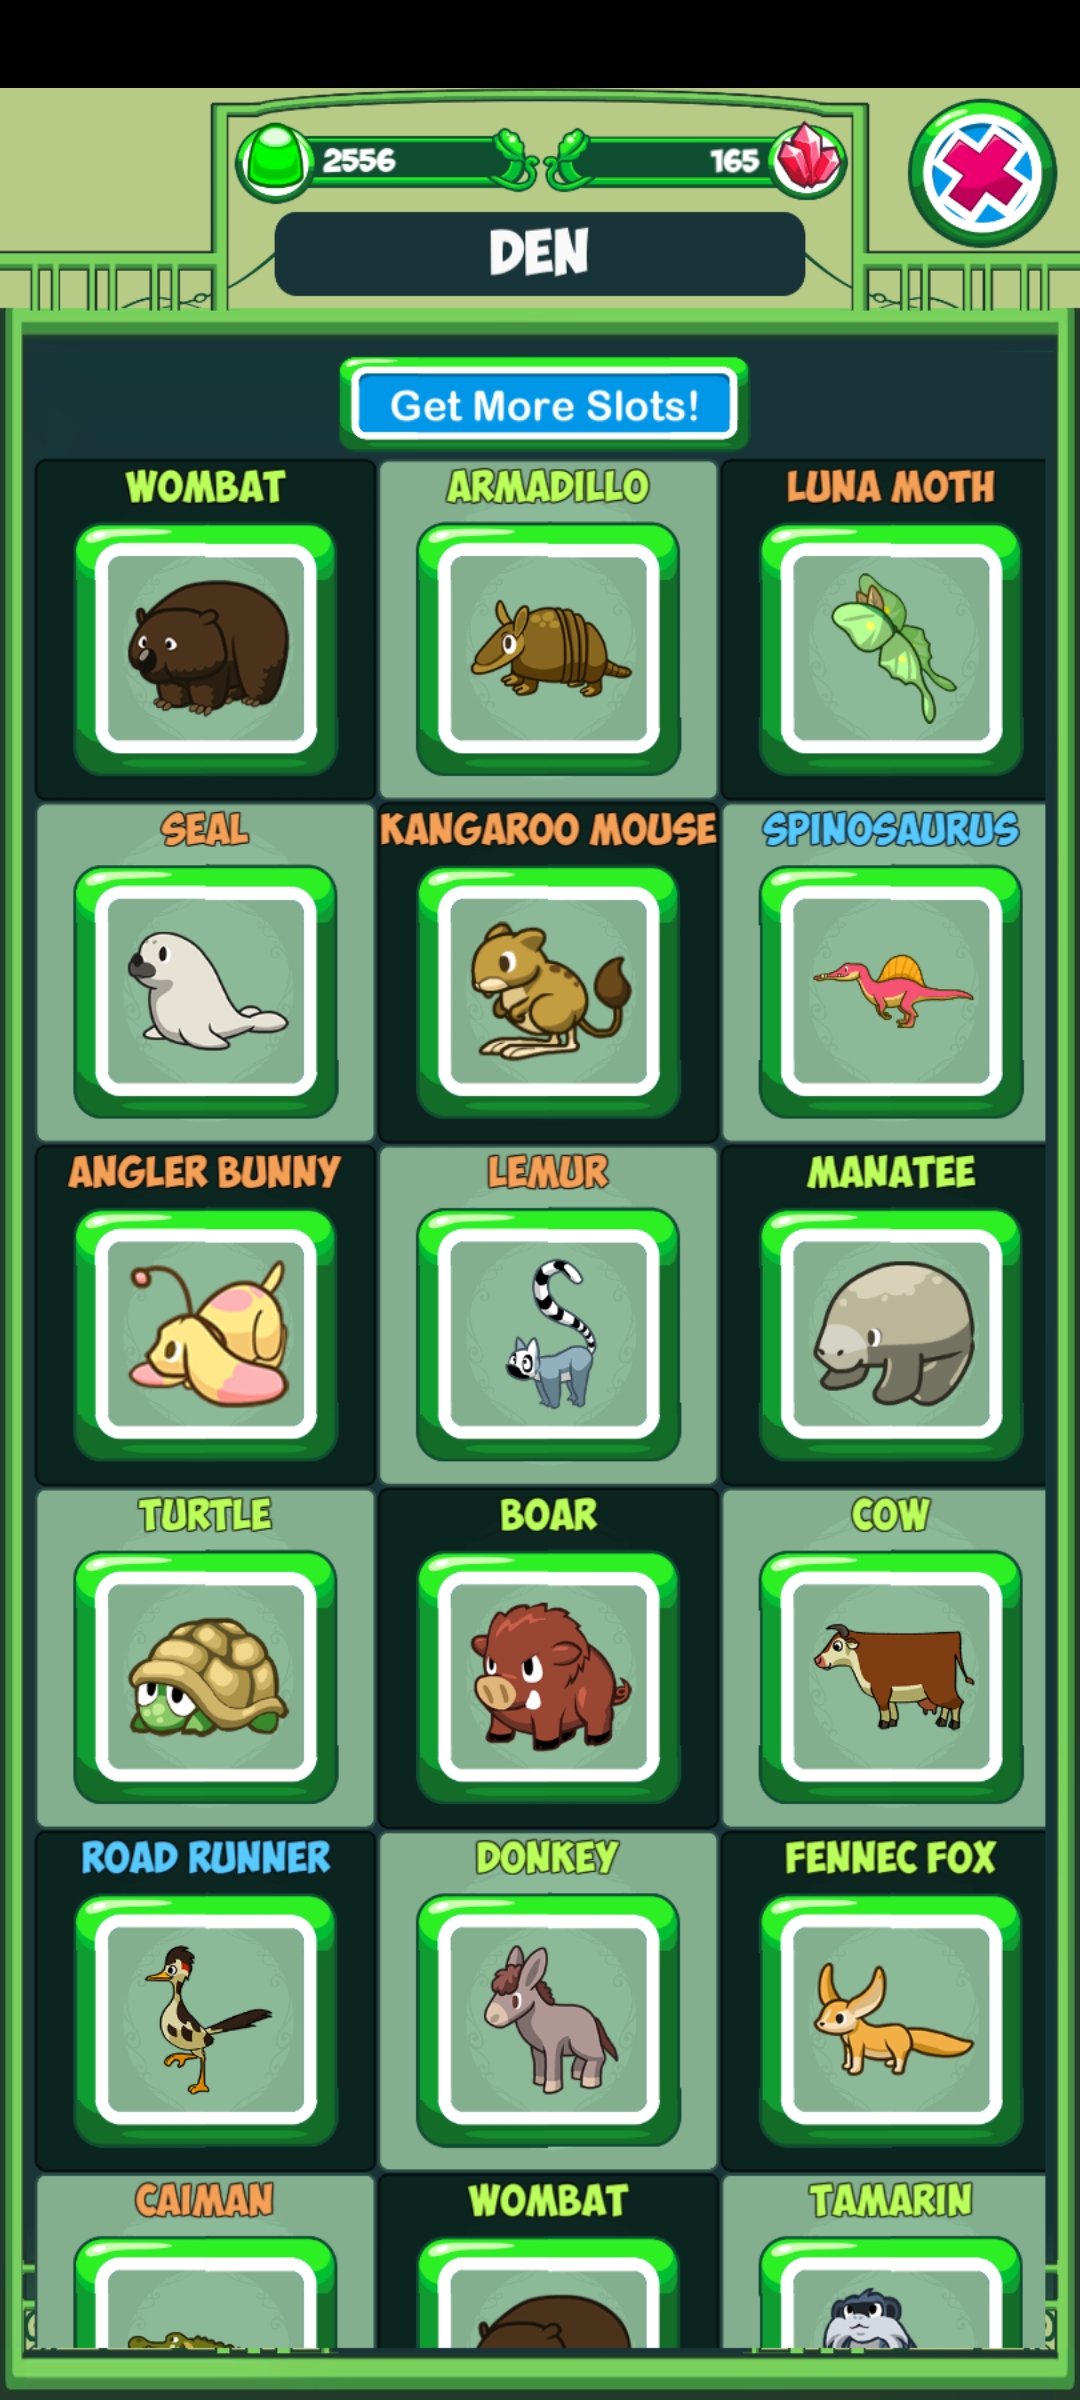 2556
165
DEN
Get More Slots!
WOMBAT
ARMADILLO
LUNA MOTH
SEAL
KANGAROO MOUSE
SPINOSAURUS
ANGLER BUNNY
LEMUR
MANATEE
TURTLE
BOAR
COW
ROAD RUNNER
DONKEY
FENNEC FOX
CAIMAN
WOMBAT
TAMARIN